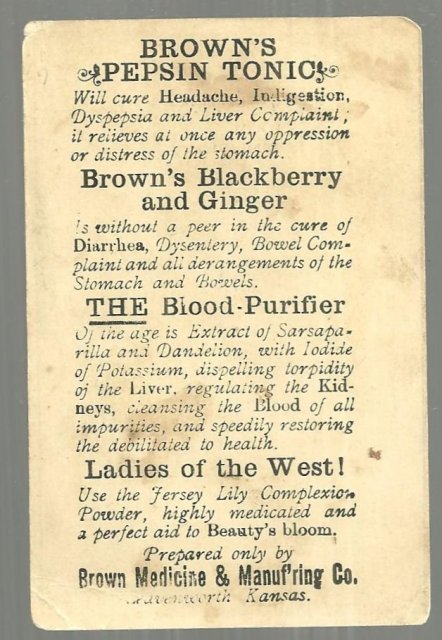 BROWN'S
PEPSIN TONIC
Will cure Headache, Indigestion,
Dyspepsia and Liver Complaint;
it relieves at once any oppression
or distress of the stomach.
Brown's Blackberry
and Ginger
Is without a peer in the cure of
Diarrhea, Dysentery, Bowel Com-
plaint and all derangements of the
Stomach and Bowels.
THE Blood-Purifier
Of the age is Extract of Sarsapa-
rilla and Dandelion, with Iodide
of Potassium, dispelling torpidity
of the Liver, regulating the Kid-
neys, cleansing the Blood of all
impurities, and speedily restoring
the debilitated to health.
Ladies of the West!
Use the Jersey Lily Complexion
Powder, highly medicated and
a perfect aid to Beauty's bloom.
Prepared only by
Brown Medicine & Manuf'ring Co.
Leavenworth Kansas.